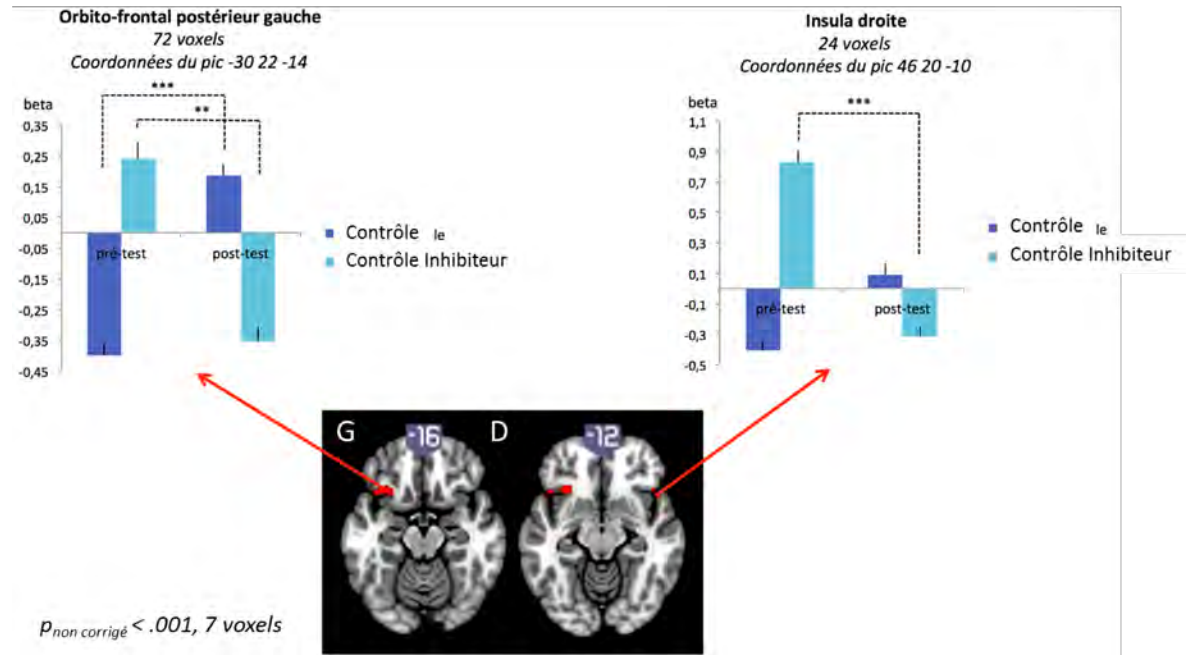 Orbito-frontal postérieur gauche
72 voxels
Coordonnées du pic -30 22 -14
***
**
beta
0,35
0,25
0,15
0,05
-0,05
-0,15
-0,25
-0,35
-0,45
pré-test
post-test
Contrôle le
Contrôle Inhibiteur
Insula droite
24 voxels
Coordonnées du pic 46 20 -10
***
beta
1,1
0,9
0,7
0,5
0,3
0,1
-0,1
-0,3
-0,5
pré-test
post-test
Contrôle le
Contrôle Inhibiteur
G -16 D -12
p non corrigé < .001, 7 voxels